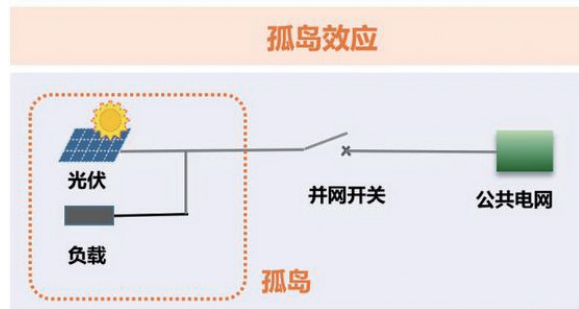 孤岛效应
光伏
并网开关
公共电网
负载
孤岛